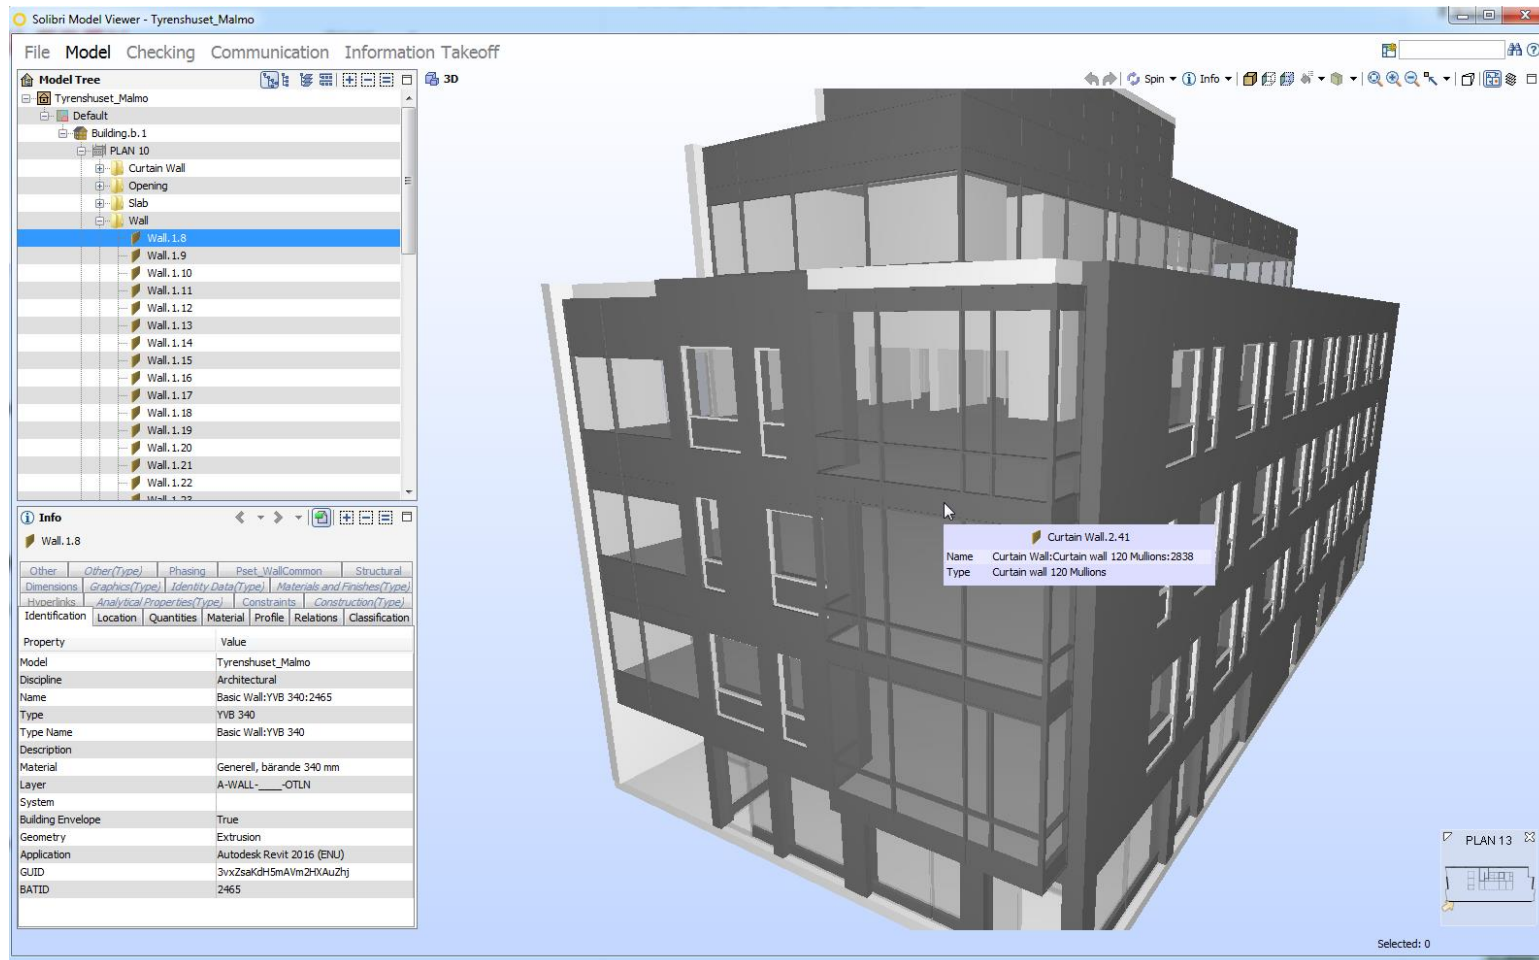 Solibri Model Viewer - Tyrenshuset_Malmo
File Model Checking Communication Information Takeoff
Model Tree
Tyrenshuset_Malmo
Default
Building.b.1
PLAN 10
Curtain Wall
Opening
Slab
Wall
Wall.1.8
Wall.1.9
Wall.1.10
Wall.1.11
Wall.1.12
Wall.1.13
Wall.1.14
Wall.1.15
Wall.1.16
Wall.1.17
Wall.1.18
Wall.1.19
Wall.1.20
Wall.1.21
Wall.1.22
Wall.1.23
Info
Wall.1.8
Other Other(Type) Phasing Pset_WallCommon Structural
Dimensions Graphics(Type) Identity Data(Type) Materials and Finishes(Type)
Hyperlinks Analytical Properties(Type) Constraints Construction(Type)
Identification Location Quantities Material Profile Relations Classification
Property Value
Model Tyrenshuset_Malmo
Discipline Architectural
Name Basic Wall:YVB 340:2465
Type YVB 340
Type Name Basic Wall:YVB 340
Description
Material Generell, bärande 340 mm
Layer A-WALL-____-OTLN
System
Building Envelope True
Geometry Extrusion
Application Autodesk Revit 2016 (ENU)
GUID 3vxZsaKdH5mAVm2HXAuZhj
BATID 2465
3D
Spin Info
Curtain Wall.2.41
Name Curtain Wall:Curtain wall 120 Mullions:2838
Type Curtain wall 120 Mullions
PLAN 13
Selected: 0